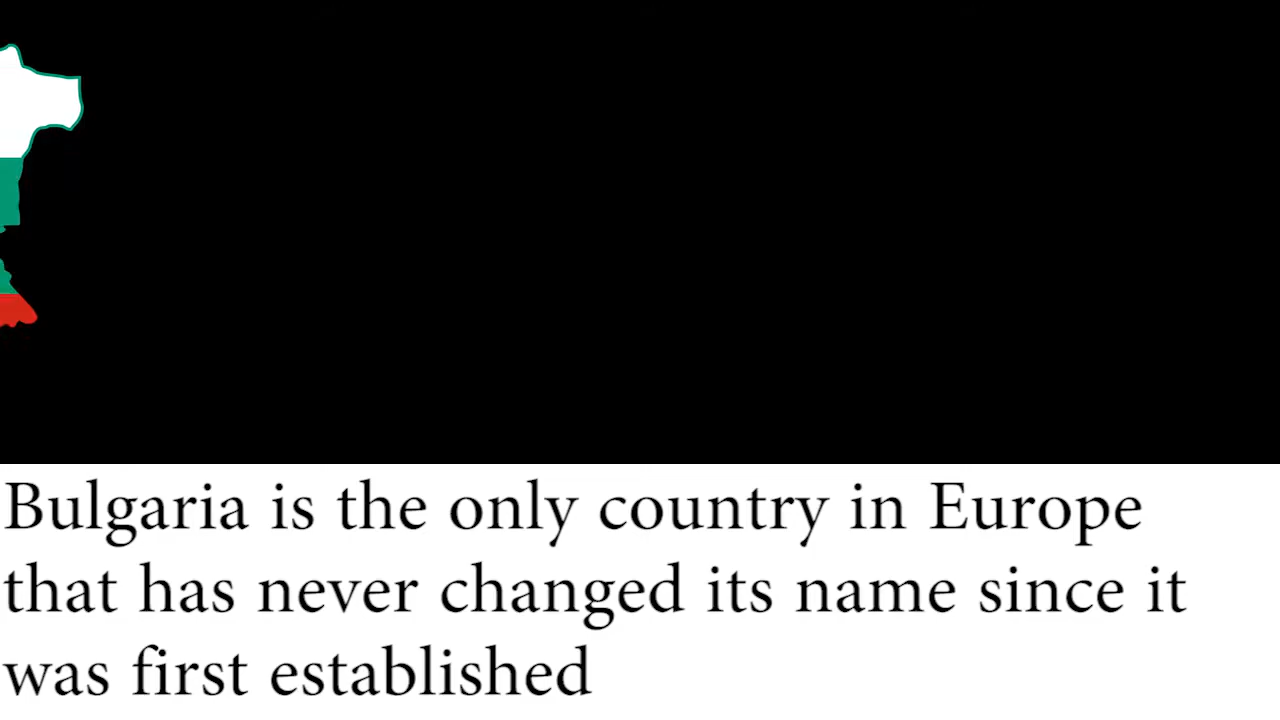 Bulgaria is the only country in Europe
that has never changed its name since it
was first established